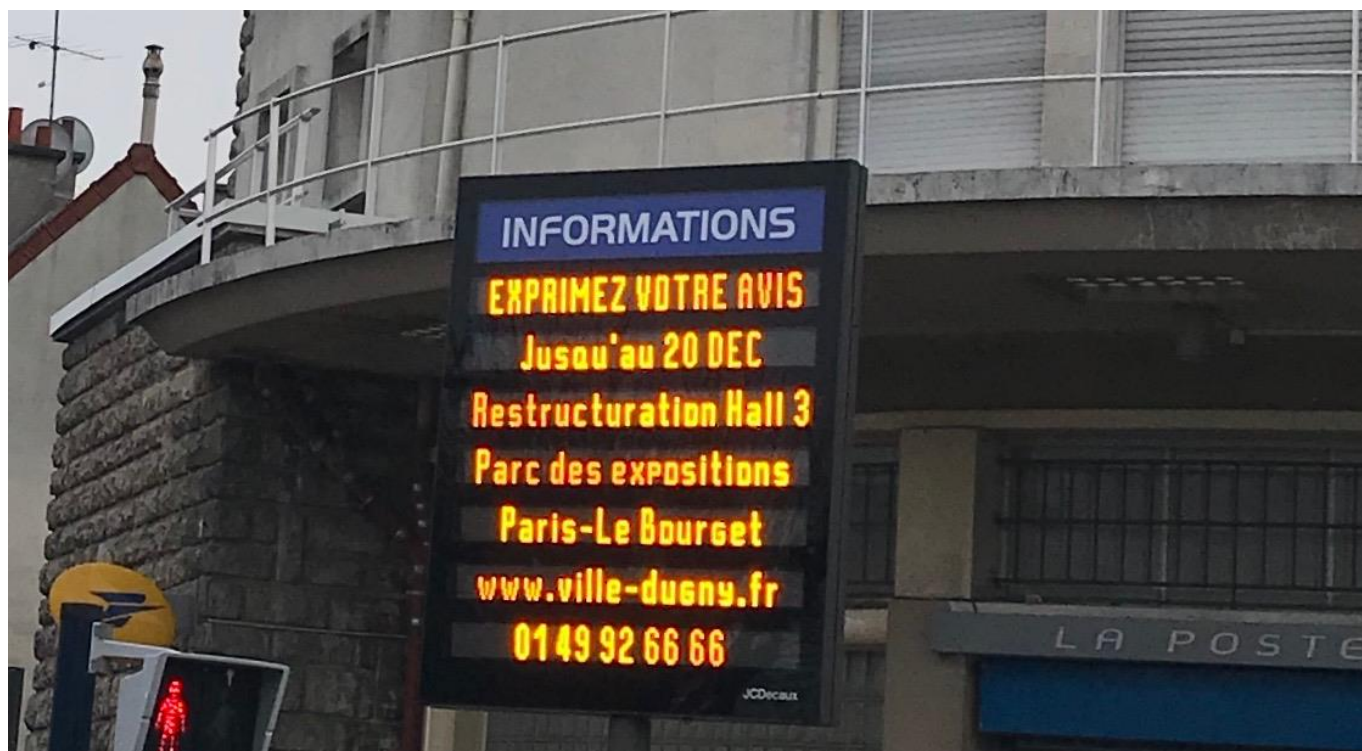 INFORMATIONS
EXPRIMEZ VOTRE AVIS
Jusqu'au 20 DEC
Restructuration Hall 3
Parc des expositions
Paris-Le Bourget
www.ville-dugny.fr
01 49 92 66 66
JCDecaux
LA POSTE